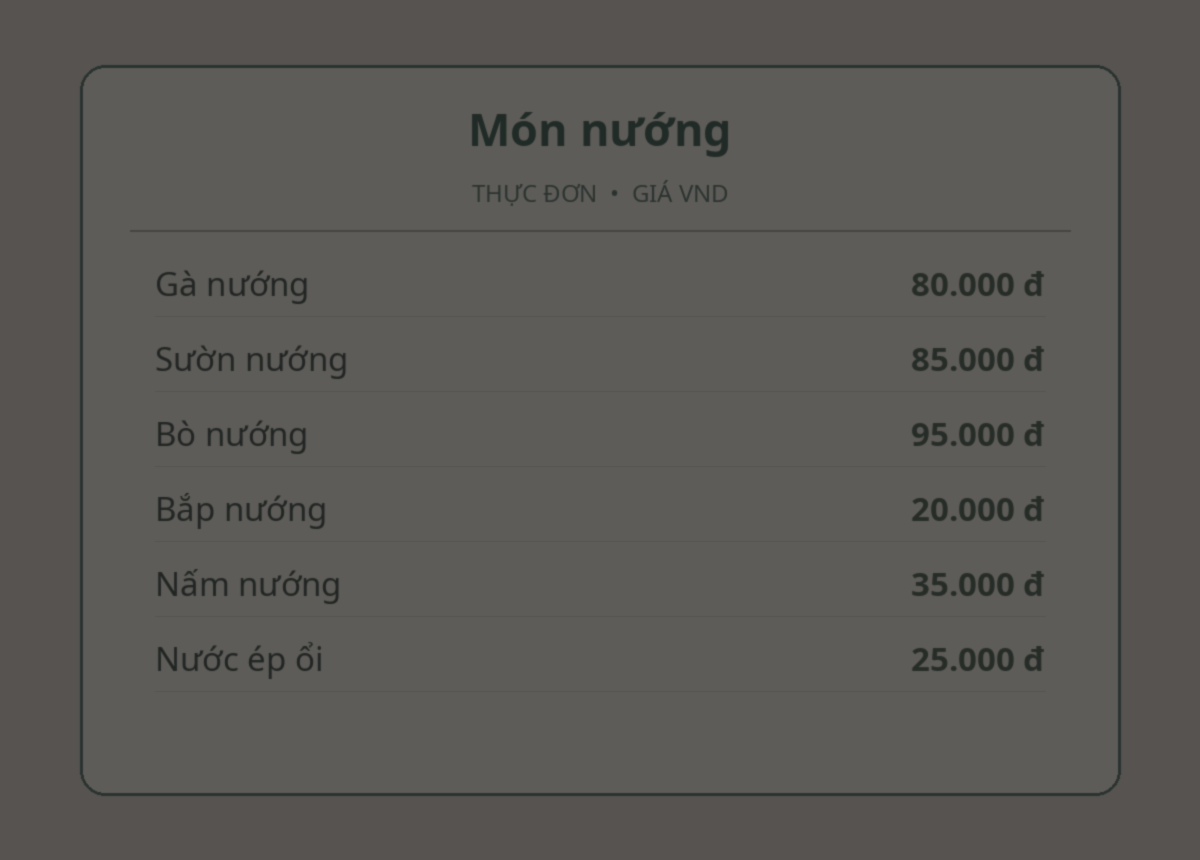 Món nướng
THỰC ĐƠN • GIÁ VND
Gà nướng 80.000 đ
Sườn nướng 85.000 đ
Bò nướng 95.000 đ
Bắp nướng 20.000 đ
Nấm nướng 35.000 đ
Nước ép ổi 25.000 đ